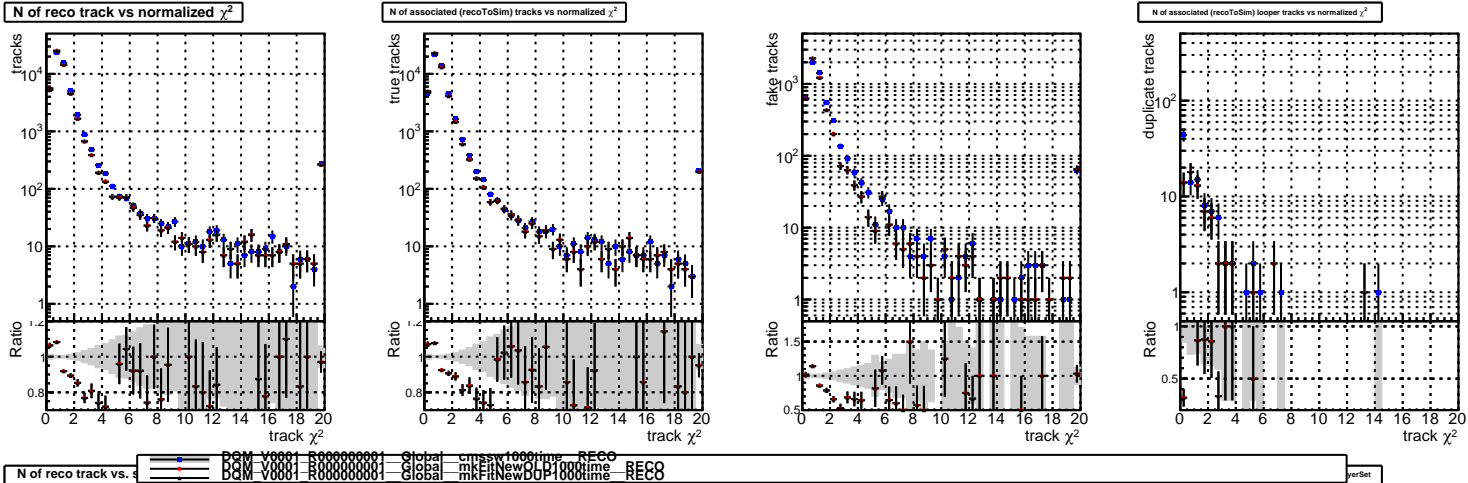 N of reco track vs normalized χ²
N of associated (recoToSim) tracks vs normalized χ²
N of associated (recoToSim) looper tracks vs normalized χ²
tracks
10⁴
10³
10²
10
1
Ratio
1
0.8
0 2 4 6 8 10 12 14 16 18 20
track χ²
true tracks
10⁴
10³
10²
10
1
Ratio
1
0.8
0 2 4 6 8 10 12 14 16 18 20
track χ²
fake tracks
10³
10²
10
1
Ratio
1.5
1
0.5
0 2 4 6 8 10 12 14 16 18 20
track χ²
duplicate tracks
10²
10
1
Ratio
1
0.5
0 2 4 6 8 10 12 14 16 18 20
track χ²
N of reco track vs.
DQM_V0001_R000000001__Global__cmssw1000time__RECO
DQM_V0001_R000000001__Global__mkFitNewOLD1000time__RECO
DQM_V0001_R000000001__Global__mkFitNewDUP1000time__RECO
yerSet